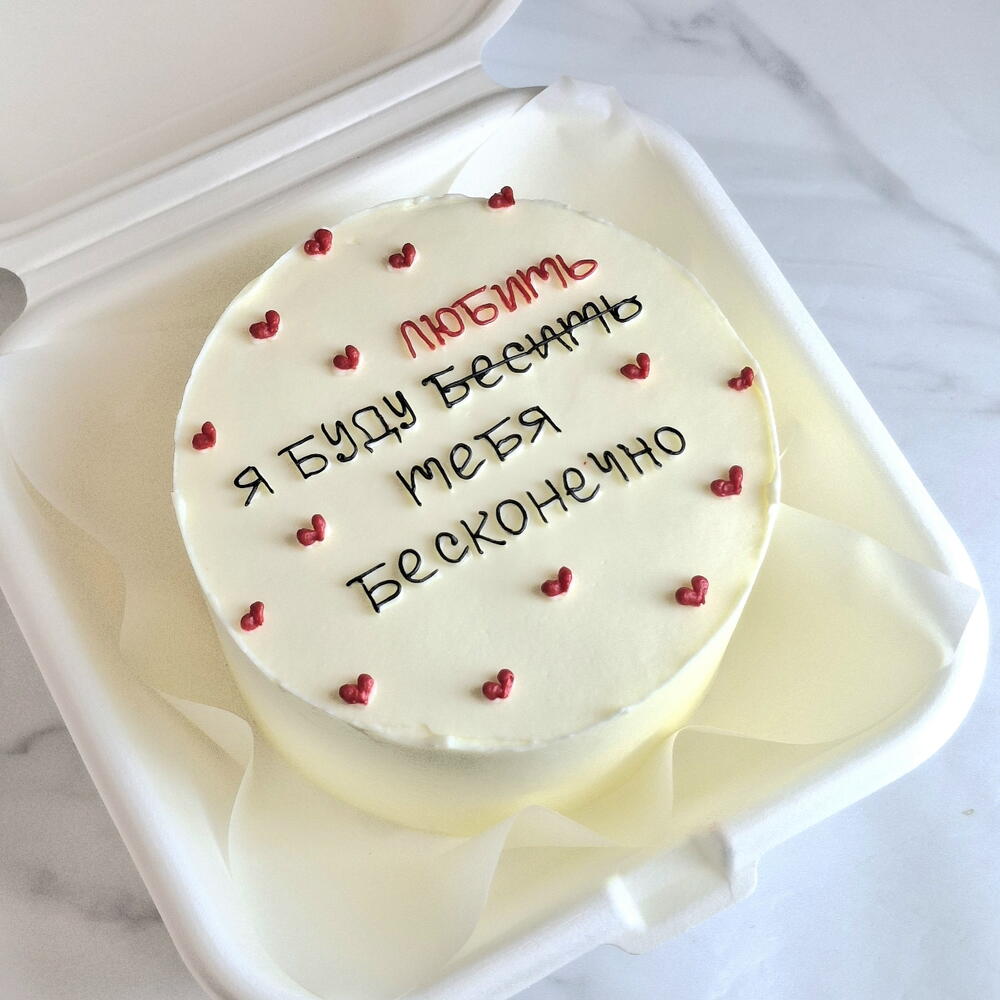 любить
я буду бесить
тебя
бесконечно